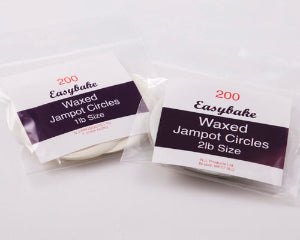 200
Easybake
Waxed
Jampot Circles
1lb Size
200
Easybake
Waxed
Jampot Circles
2lb Size